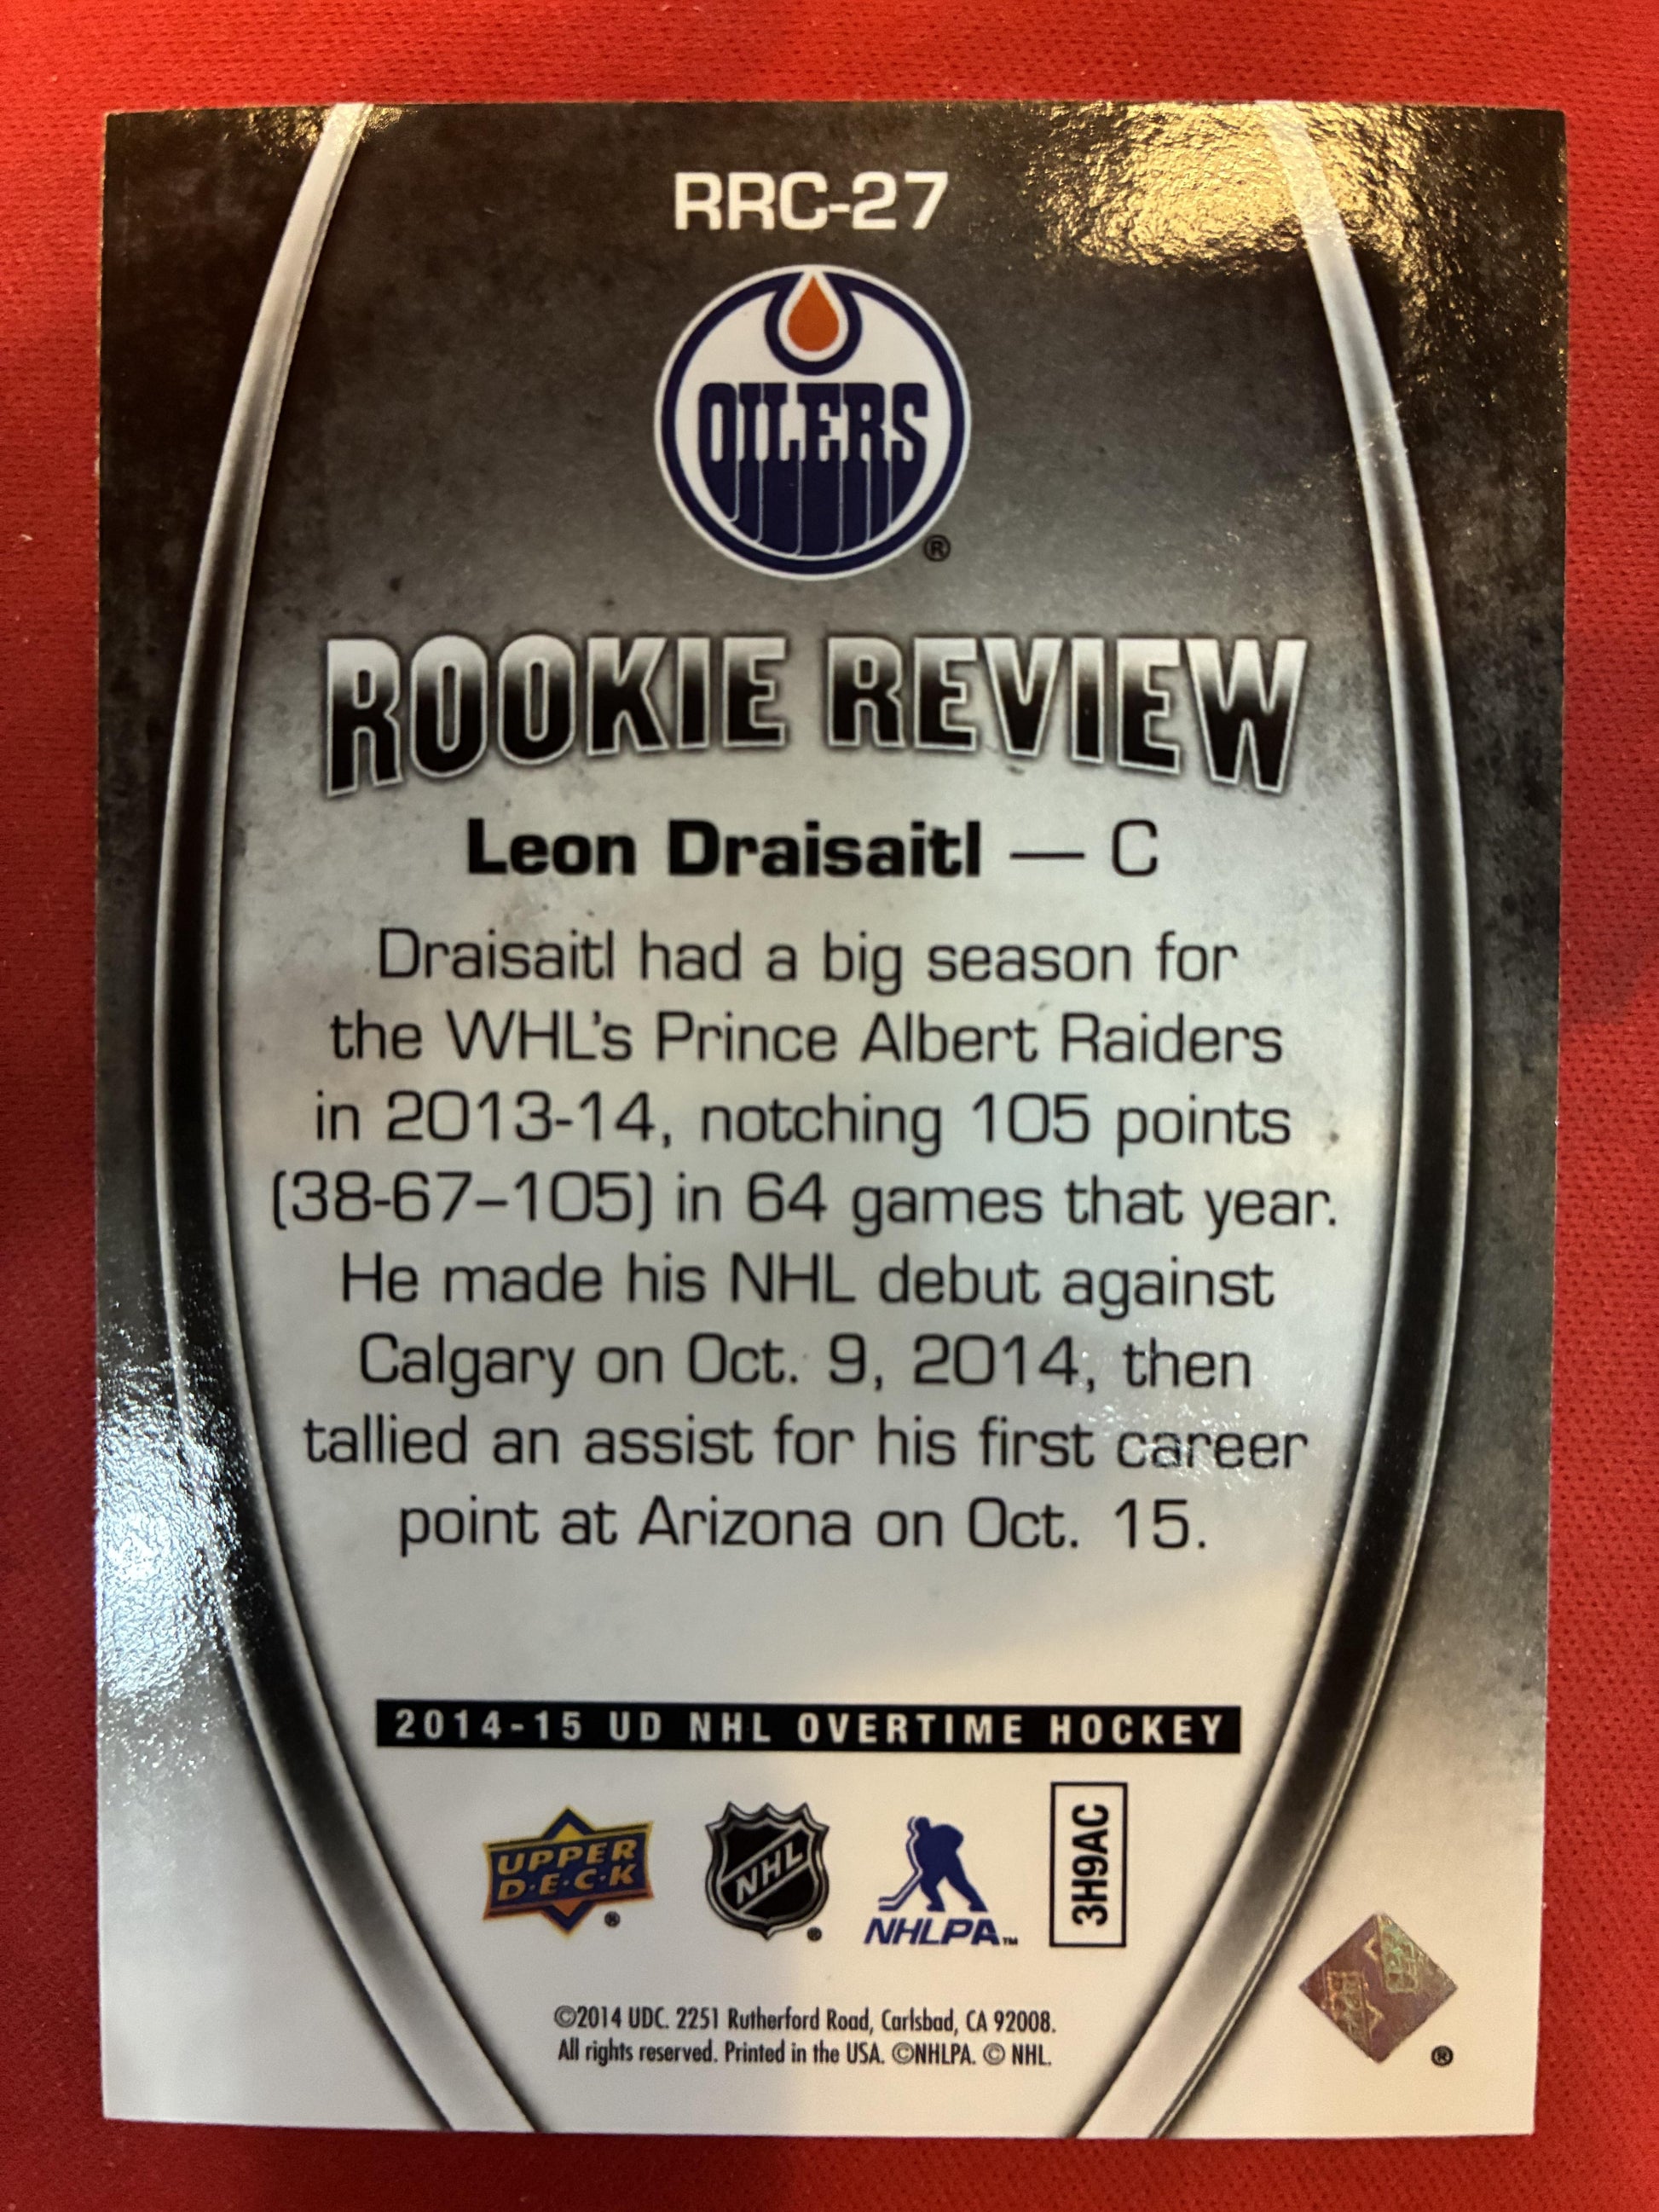 RRC-27
OILERS
®
ROOKIE REVIEW
Leon Draisaitl — C
Draisaitl had a big season for
the WHL's Prince Albert Raiders
in 2013-14, notching 105 points
(38-67–105) in 64 games that year.
He made his NHL debut against
Calgary on Oct. 9, 2014, then
tallied an assist for his first career
point at Arizona on Oct. 15.
2014-15 UD NHL OVERTIME HOCKEY
UPPER
D·E·C·K
®
NHL
®
NHLPA™
3H9AC
©2014 UDC. 2251 Rutherford Road, Carlsbad, CA 92008.
All rights reserved. Printed in the USA. ©NHLPA. © NHL.
®